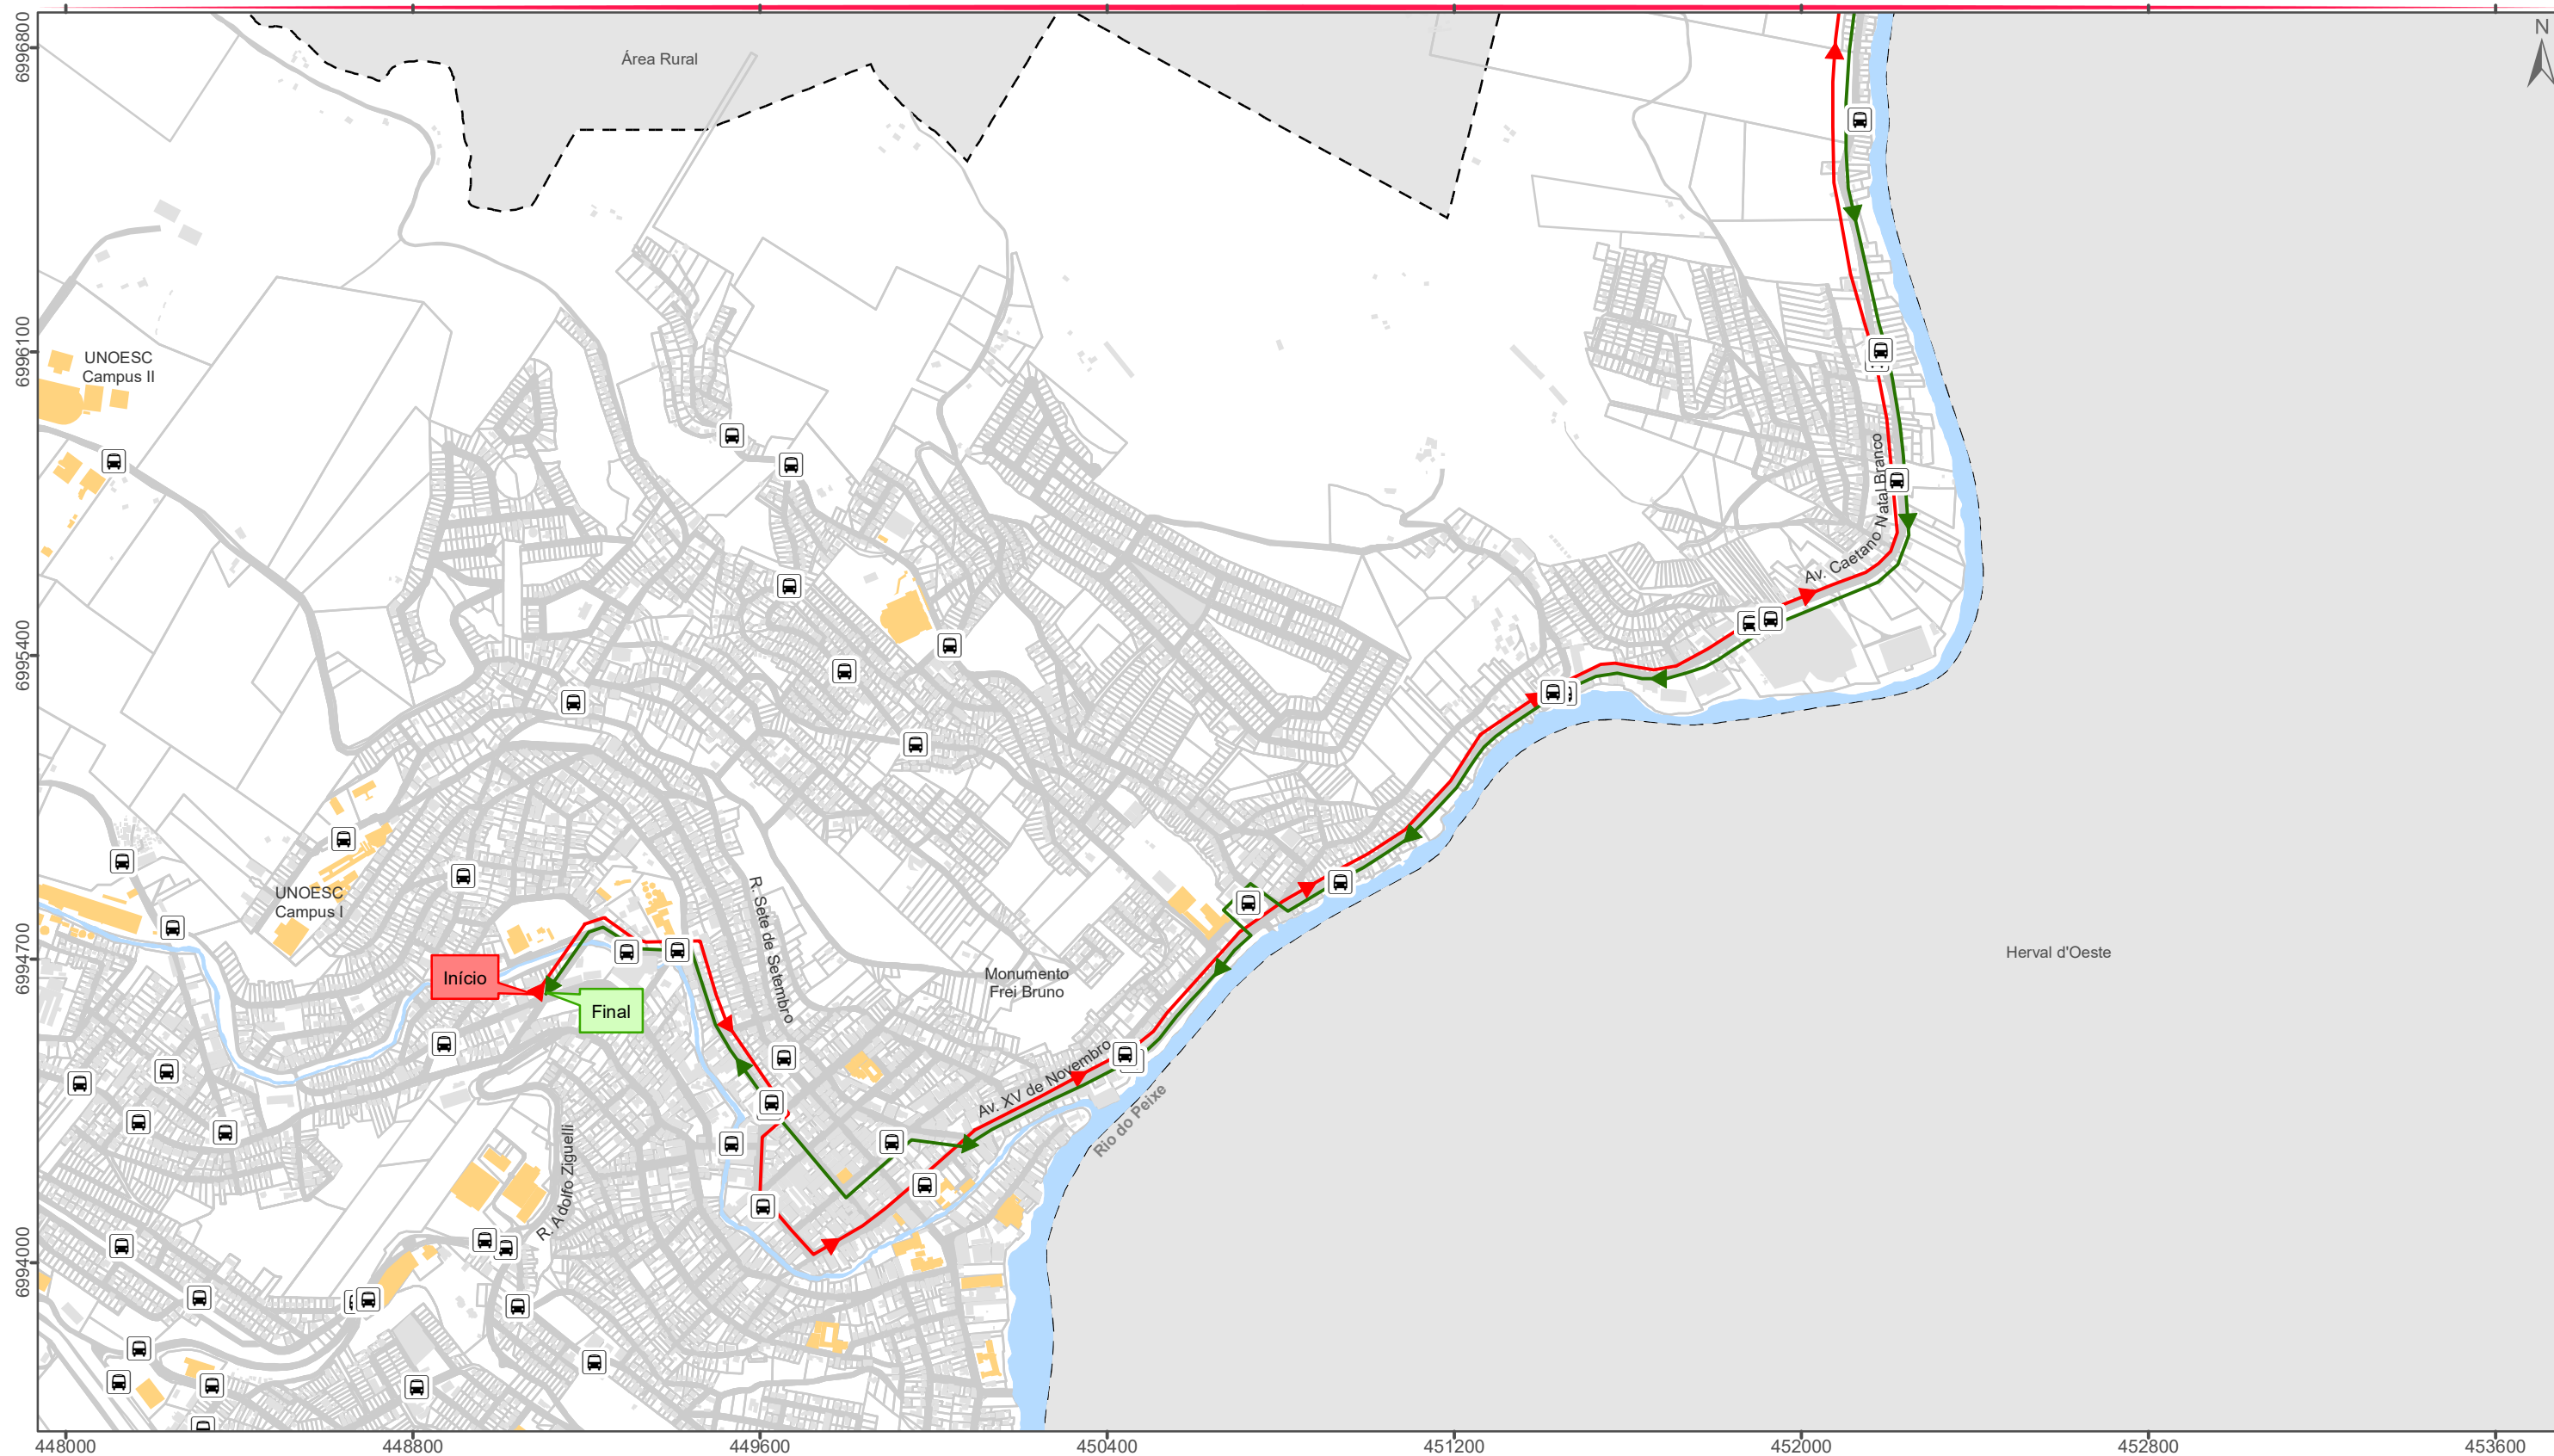 N
Área Rural
6996800
6996100
UNOESC
Campus II
Av. Caetano Natal Branco
6995400
R. Sete de Setembro
UNOESC
Campus I
6994700
Início
Final
Monumento
Frei Bruno
Herval d'Oeste
Av. XV de Novembro
Rio do Peixe
R. Adolfo Ziguelli
6994000
448000
448800
449600
450400
451200
452000
452800
453600